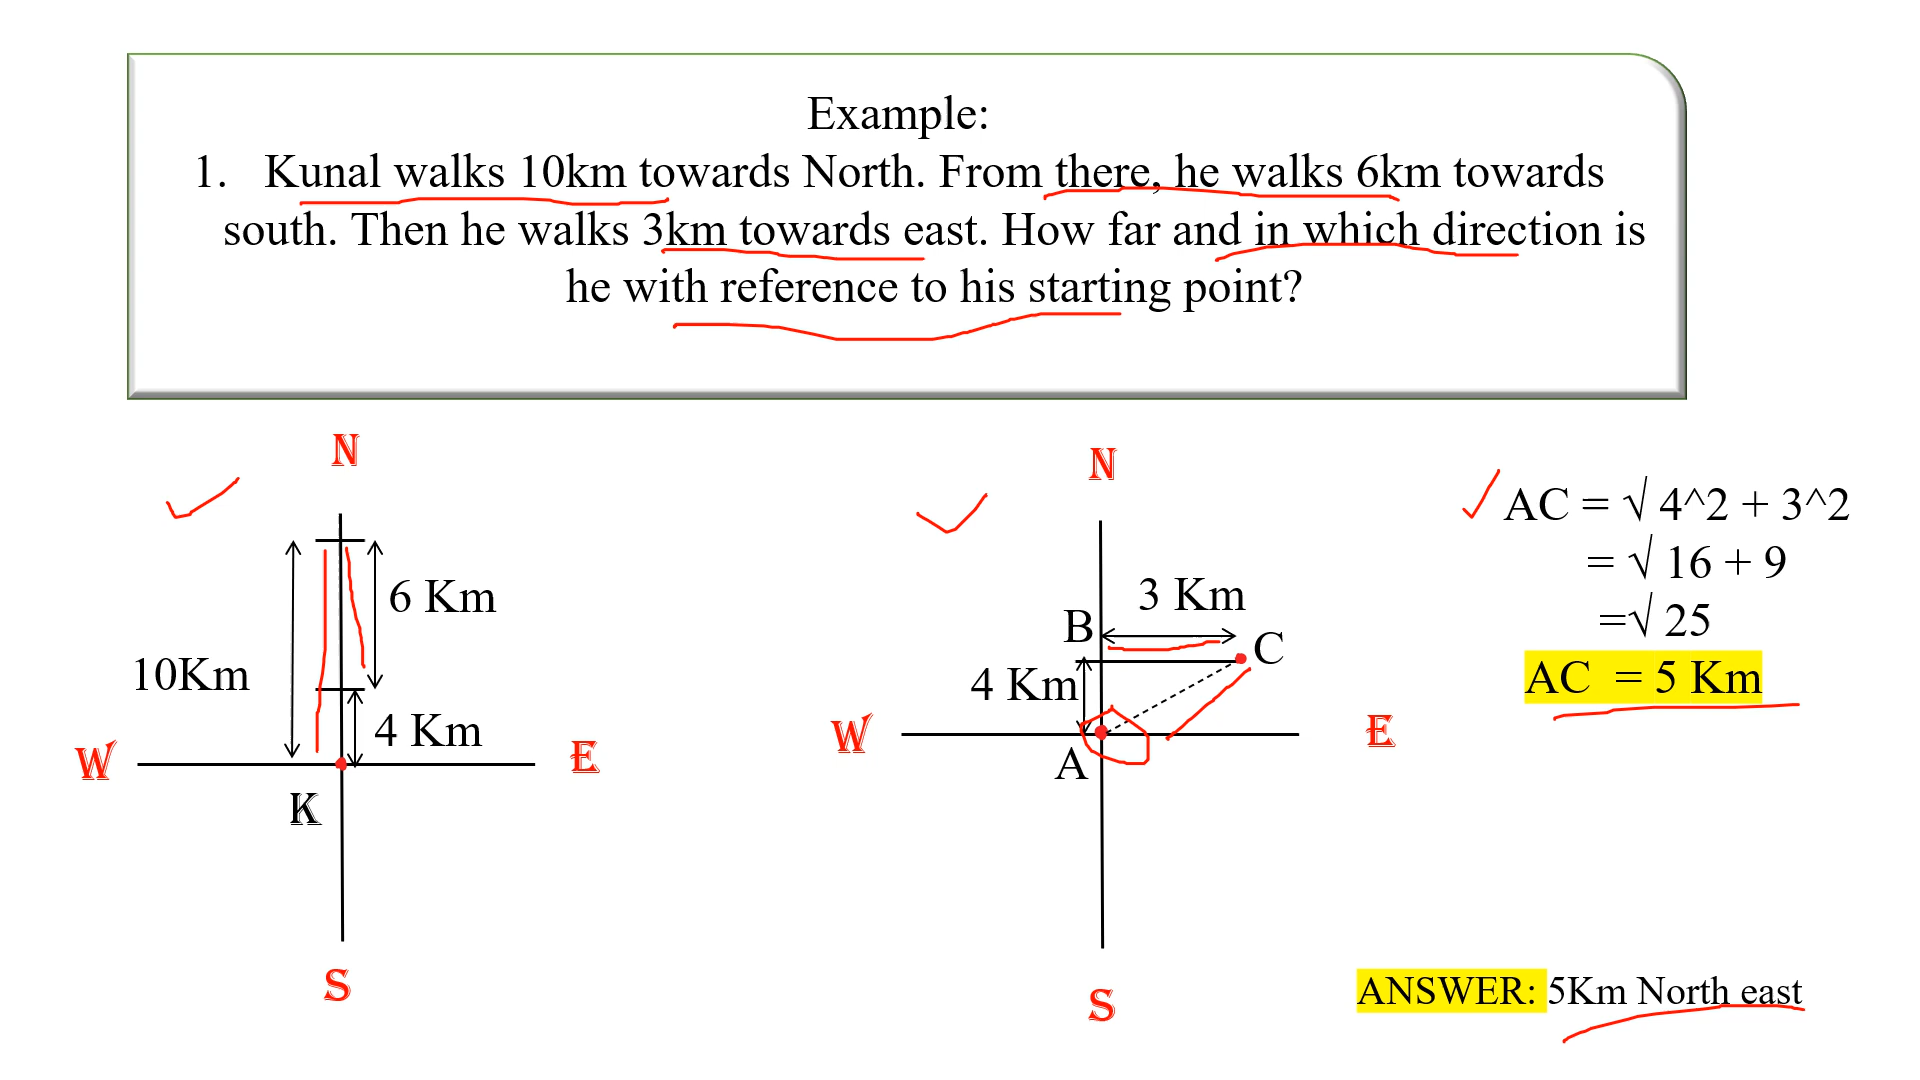 Example:
1. Kunal walks 10km towards North. From there, he walks 6km towards
south. Then he walks 3km towards east. How far and in which direction is
he with reference to his starting point?
N
10Km
6 Km
4 Km
W
E
K
S
N
3 Km
B
C
4 Km
W
E
A
S
AC = √ 4^2 + 3^2
= √ 16 + 9
=√ 25
AC = 5 Km
ANSWER: 5Km North east